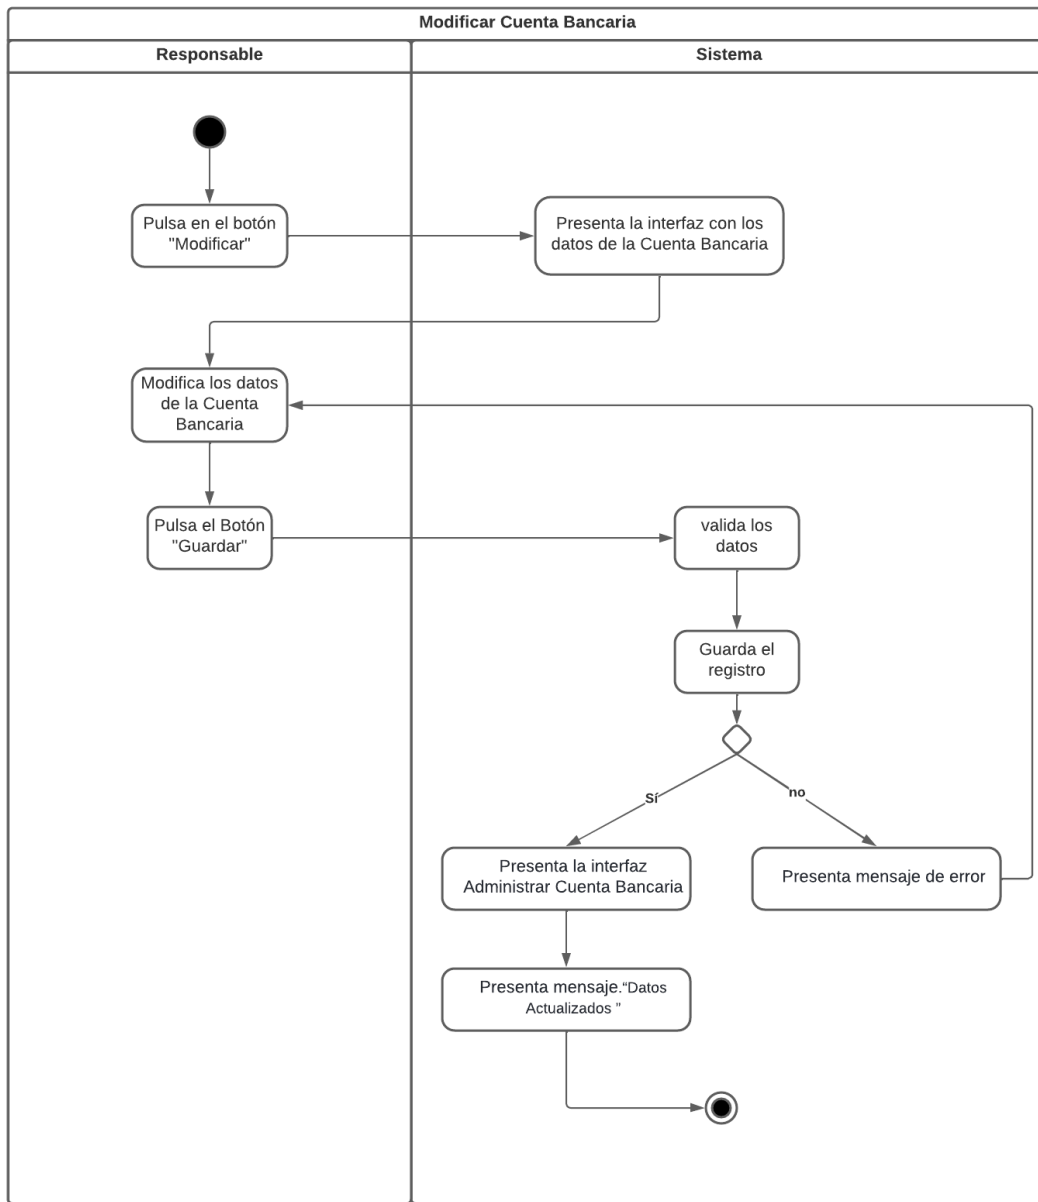 Modificar Cuenta Bancaria
Responsable
Sistema
Pulsa en el botón
"Modificar"
Presenta la interfaz con los
datos de la Cuenta Bancaria
Modifica los datos
de la Cuenta
Bancaria
Pulsa el Botón
"Guardar"
valida los
datos
Guarda el
registro
Sí
no
Presenta la interfaz
Administrar Cuenta Bancaria
Presenta mensaje de error
Presenta mensaje.“Datos
Actualizados ”